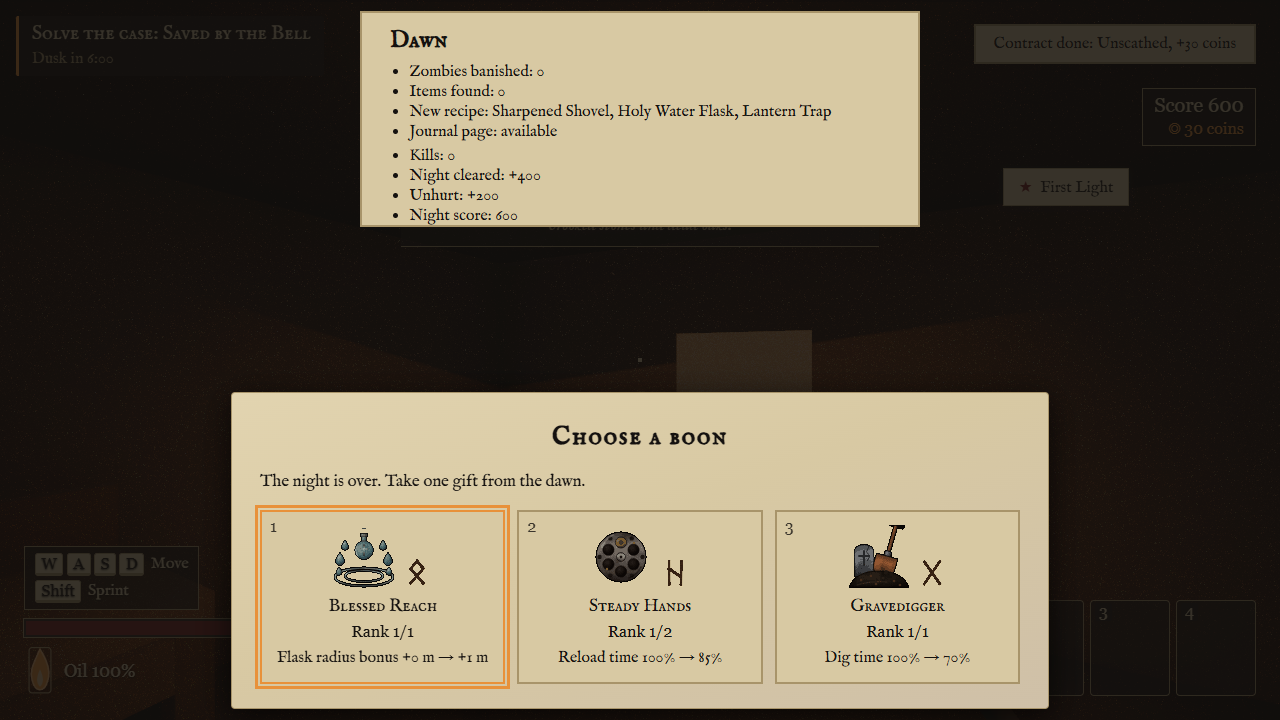 Solve the case: Saved by the Bell
Dusk in 6:00
Dawn
Zombies banished: 0
Items found: 0
New recipe: Sharpened Shovel, Holy Water Flask, Lantern Trap
Journal page: available
Kills: 0
Night cleared: +400
Unhurt: +200
Night score: 600
Contract done: Unscathed, +30 coins
Score 600
30 coins
★ First Light
Choose a boon
The night is over. Take one gift from the dawn.
1
Blessed Reach
Rank 1/1
Flask radius bonus +0 m → +1 m
2
Steady Hands
Rank 1/2
Reload time 100% → 85%
3
Gravedigger
Rank 1/1
Dig time 100% → 70%
W A S D Move
Shift Sprint
Oil 100%
3
4